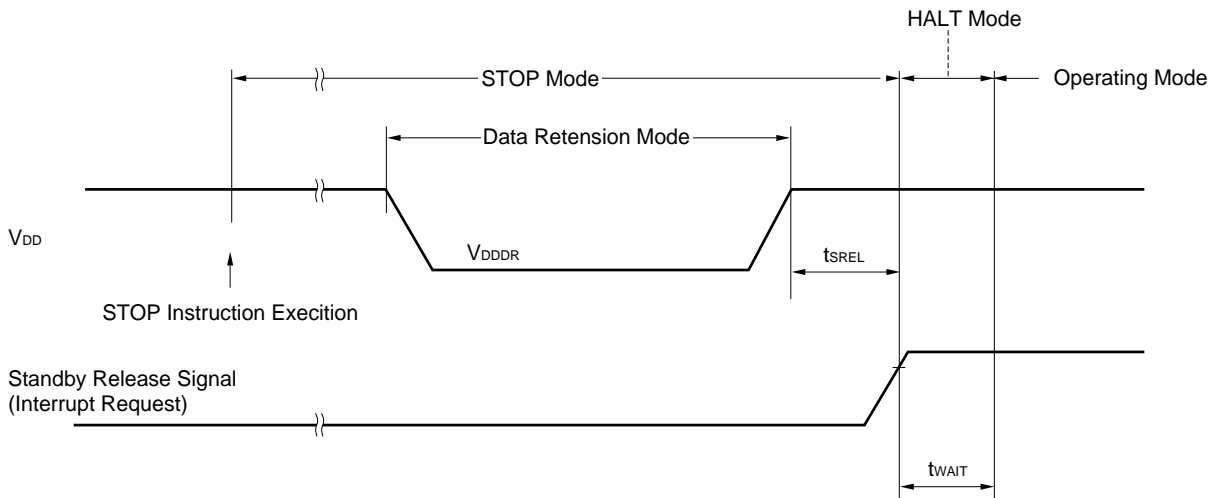 HALT Mode
STOP Mode
Operating Mode
Data Retension Mode
VDD
VDDDR
tSREL
STOP Instruction Execition
Standby Release Signal
(Interrupt Request)
tWAIT